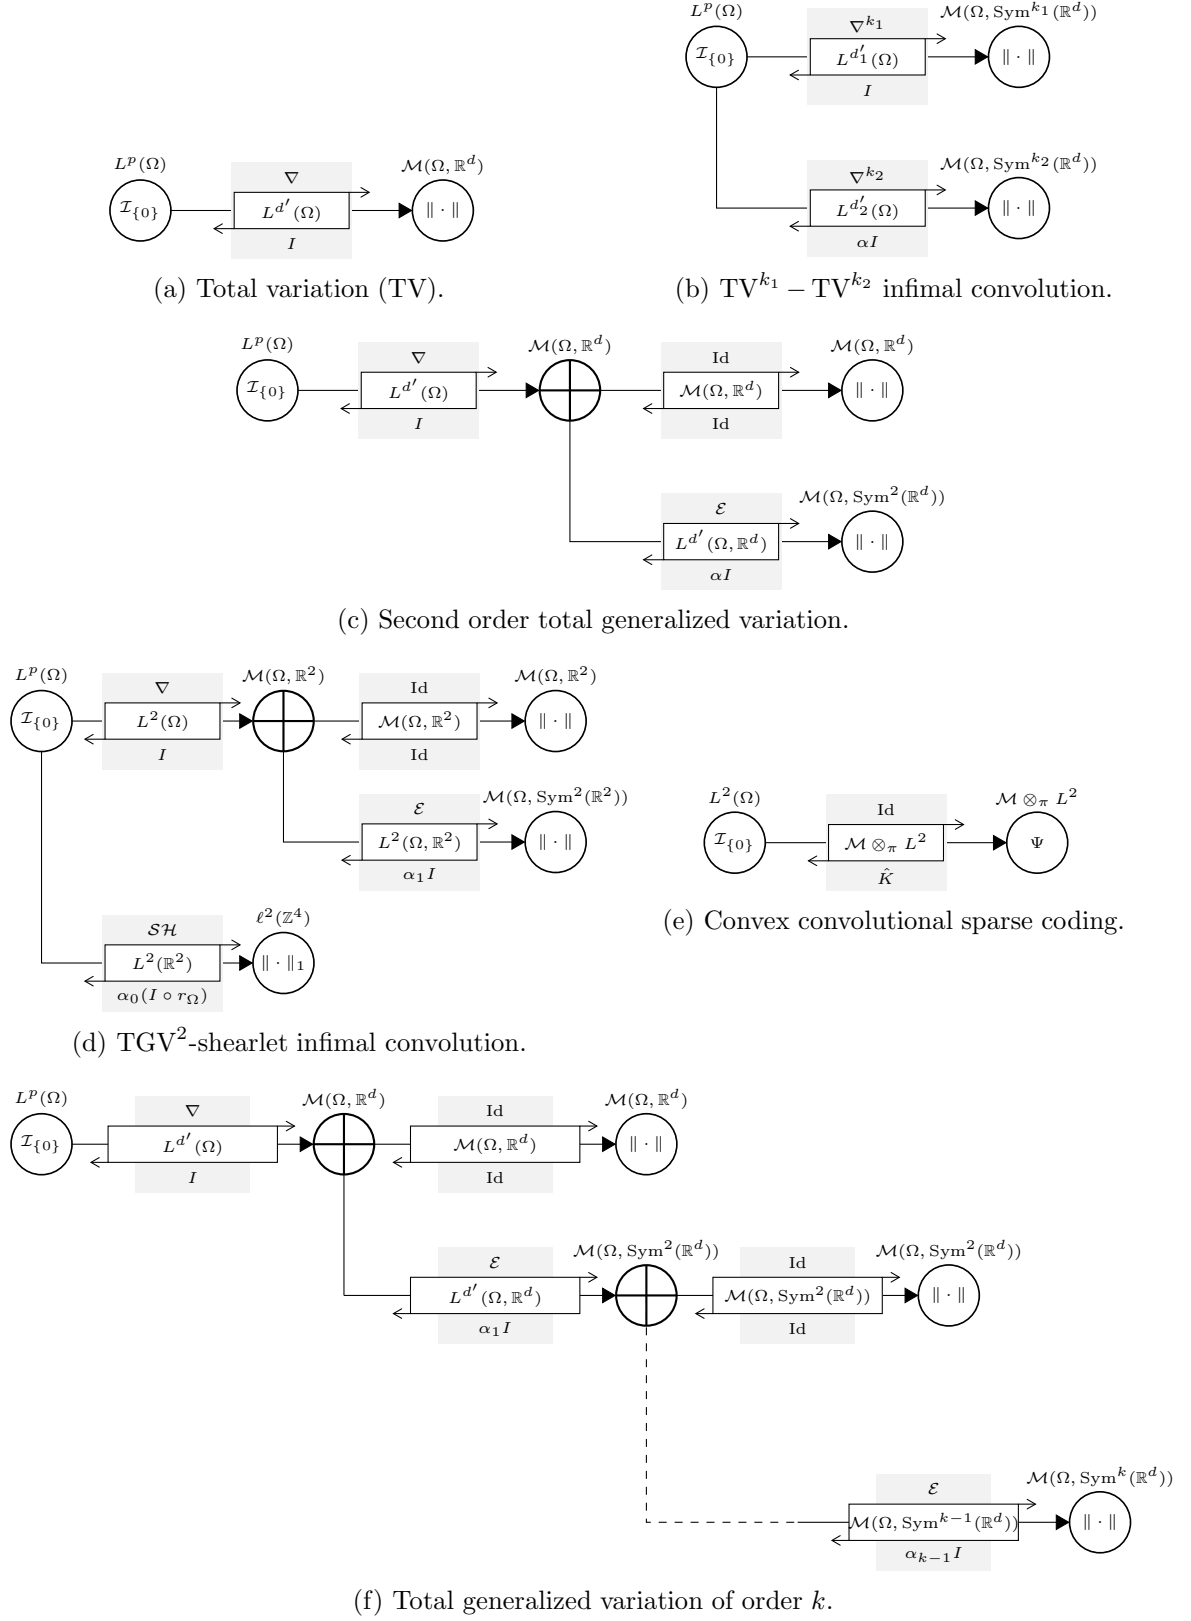 L^p(Ω)
∇
M(Ω, ℝ^d)
I_{0}
L^{d'}(Ω)
‖ · ‖
I
(a) Total variation (TV).
L^p(Ω)
∇^{k_1}
M(Ω, Sym^{k_1}(ℝ^d))
I_{0}
L^{d'_1}(Ω)
‖ · ‖
I
∇^{k_2}
M(Ω, Sym^{k_2}(ℝ^d))
L^{d'_2}(Ω)
‖ · ‖
αI
(b) TV^{k_1} − TV^{k_2} infimal convolution.
L^p(Ω)
∇
M(Ω, ℝ^d)
Id
M(Ω, ℝ^d)
I_{0}
L^{d'}(Ω)
M(Ω, ℝ^d)
‖ · ‖
I
Id
ℰ
M(Ω, Sym^2(ℝ^d))
L^{d'}(Ω, ℝ^d)
‖ · ‖
αI
(c) Second order total generalized variation.
L^p(Ω)
∇
M(Ω, ℝ^2)
Id
M(Ω, ℝ^2)
I_{0}
L^2(Ω)
M(Ω, ℝ^2)
‖ · ‖
I
Id
ℰ
M(Ω, Sym^2(ℝ^2))
L^2(Ω, ℝ^2)
‖ · ‖
α_1 I
SH
ℓ^2(ℤ^4)
L^2(ℝ^2)
‖ · ‖_1
α_0(I ∘ r_Ω)
(d) TGV^2-shearlet infimal convolution.
L^2(Ω)
Id
M ⊗_π L^2
I_{0}
M ⊗_π L^2
Ψ
K̂
(e) Convex convolutional sparse coding.
L^p(Ω)
∇
M(Ω, ℝ^d)
Id
M(Ω, ℝ^d)
I_{0}
L^{d'}(Ω)
M(Ω, ℝ^d)
‖ · ‖
I
Id
ℰ
M(Ω, Sym^2(ℝ^d))
Id
M(Ω, Sym^2(ℝ^d))
L^{d'}(Ω, ℝ^d)
M(Ω, Sym^2(ℝ^d))
‖ · ‖
α_1 I
Id
ℰ
M(Ω, Sym^k(ℝ^d))
M(Ω, Sym^{k−1}(ℝ^d))
‖ · ‖
α_{k−1} I
(f) Total generalized variation of order k.